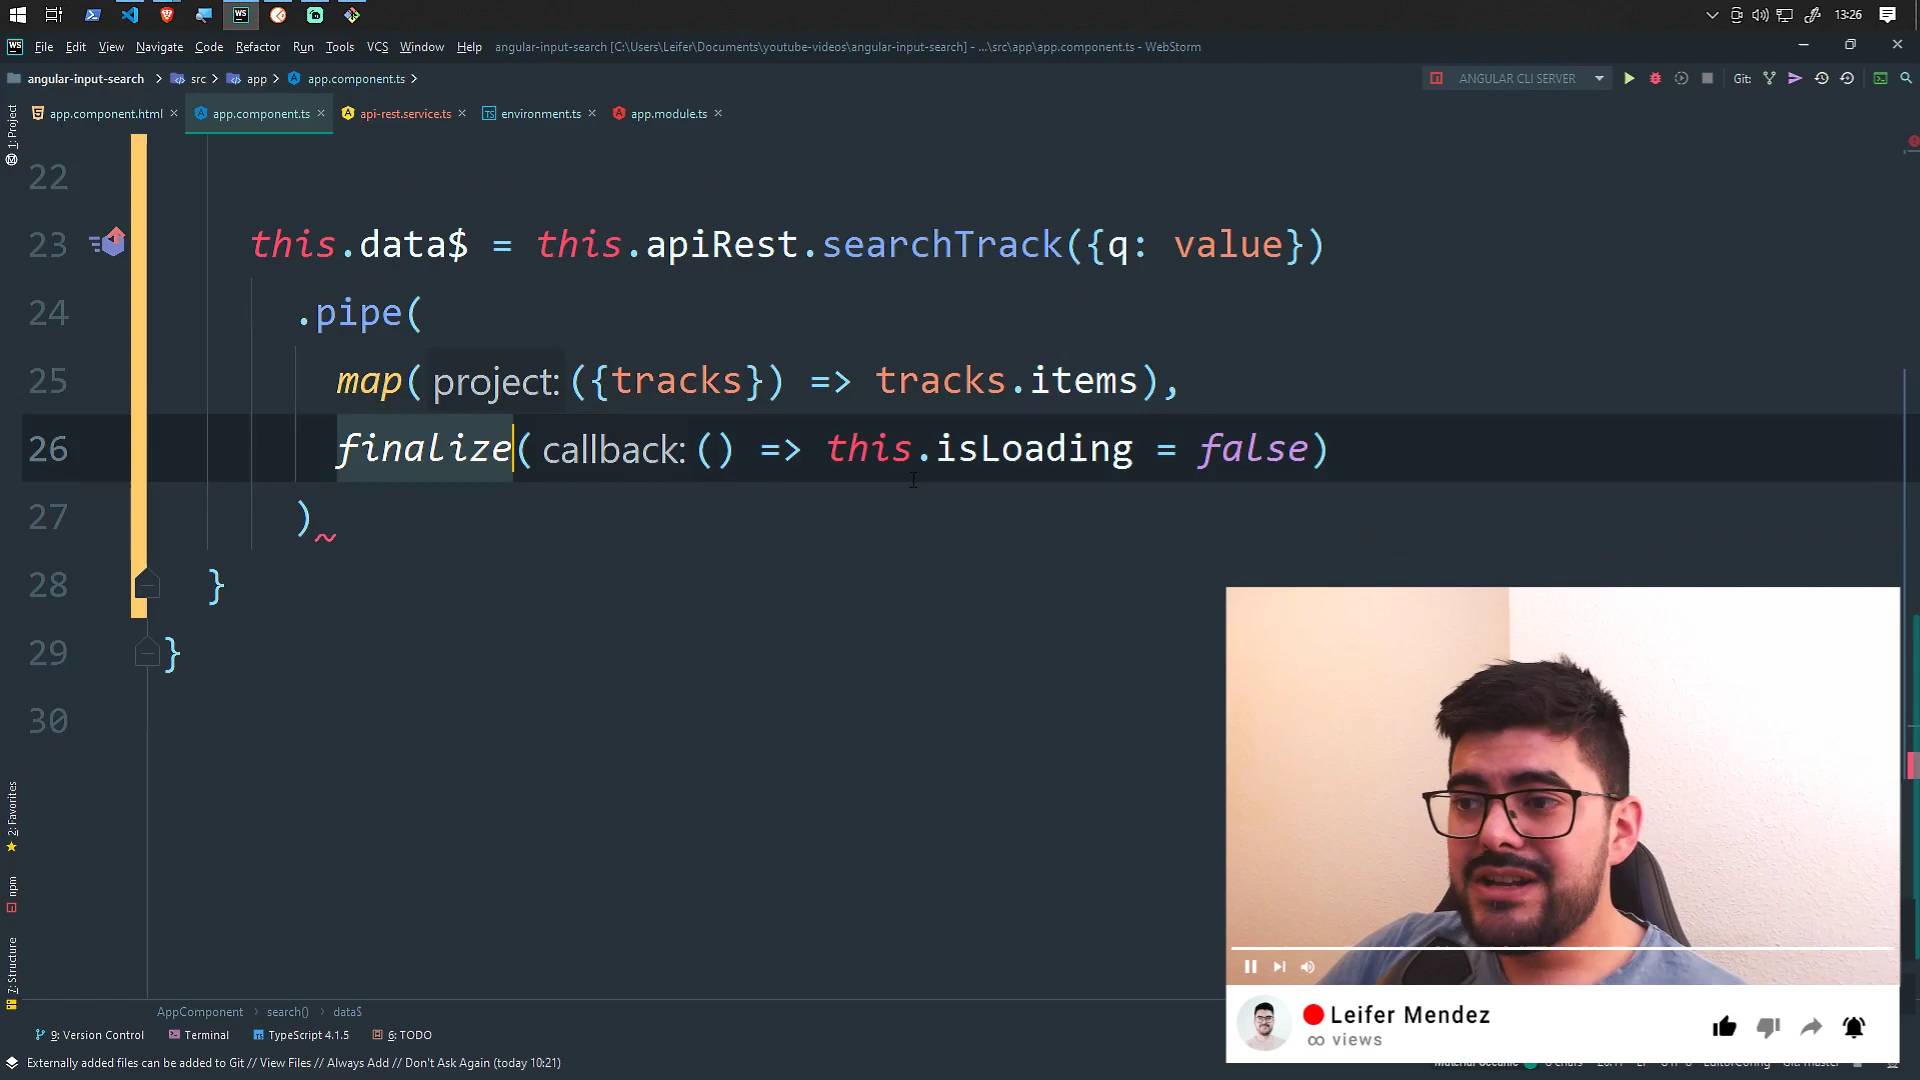 13:26
WS File Edit View Navigate Code Refactor Run Tools VCS Window Help angular-input-search [C:\Users\Leifer\Documents\youtube-videos\angular-input-search] - ...\src\app\app.component.ts - WebStorm
angular-input-search src app app.component.ts ANGULAR CLI SERVER Git:
app.component.html app.component.ts api-rest.service.ts environment.ts app.module.ts
1: Project
22
23 this.data$ = this.apiRest.searchTrack({q: value})
24 .pipe(
25 map( project: ({tracks}) => tracks.items),
26 finalize( callback: () => this.isLoading = false)
27 )
28 }
29 }
30
2: Favorites
npm
7: Structure
Leifer Mendez
∞ views
AppComponent search() data$
9: Version Control Terminal TypeScript 4.1.5 6: TODO
Externally added files can be added to Git // View Files // Always Add // Don't Ask Again (today 10:21)